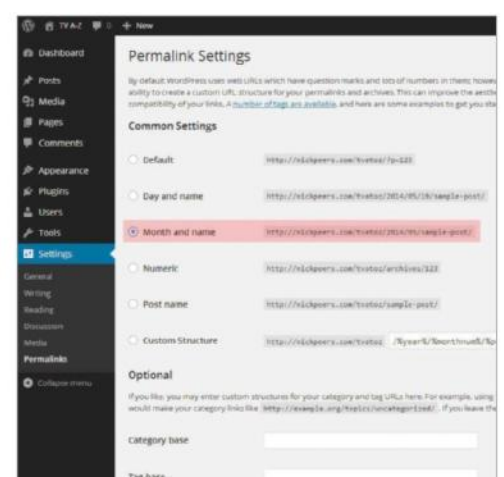 TV A-Z 0 + New
Dashboard
Posts
Media
Pages
Comments
Appearance
Plugins
Users
Tools
Settings
General
Writing
Reading
Discussion
Media
Permalinks
Collapse menu
Permalink Settings
By default WordPress uses web URLs which have question marks and lots of numbers in them; howev
ability to create a custom URL structure for your permalinks and archives. This can improve the aesthe
compatibility of your links. A number of tags are available, and here are some examples to get you sta
Common Settings
Default http://nickpeers.com/tvatoz/?p=123
Day and name http://nickpeers.com/tvatoz/2014/05/20/sample-post/
Month and name http://nickpeers.com/tvatoz/2014/05/sample-post/
Numeric http://nickpeers.com/tvatoz/archives/123
Post name http://nickpeers.com/tvatoz/sample-post/
Custom Structure http://nickpeers.com/tvatoz /%year%/%monthnum%/%p
Optional
If you like, you may enter custom structures for your category and tag URLs here. For example, using
would make your category links like http://example.org/topics/uncategorized/ . If you leave the
Category base
Tag base